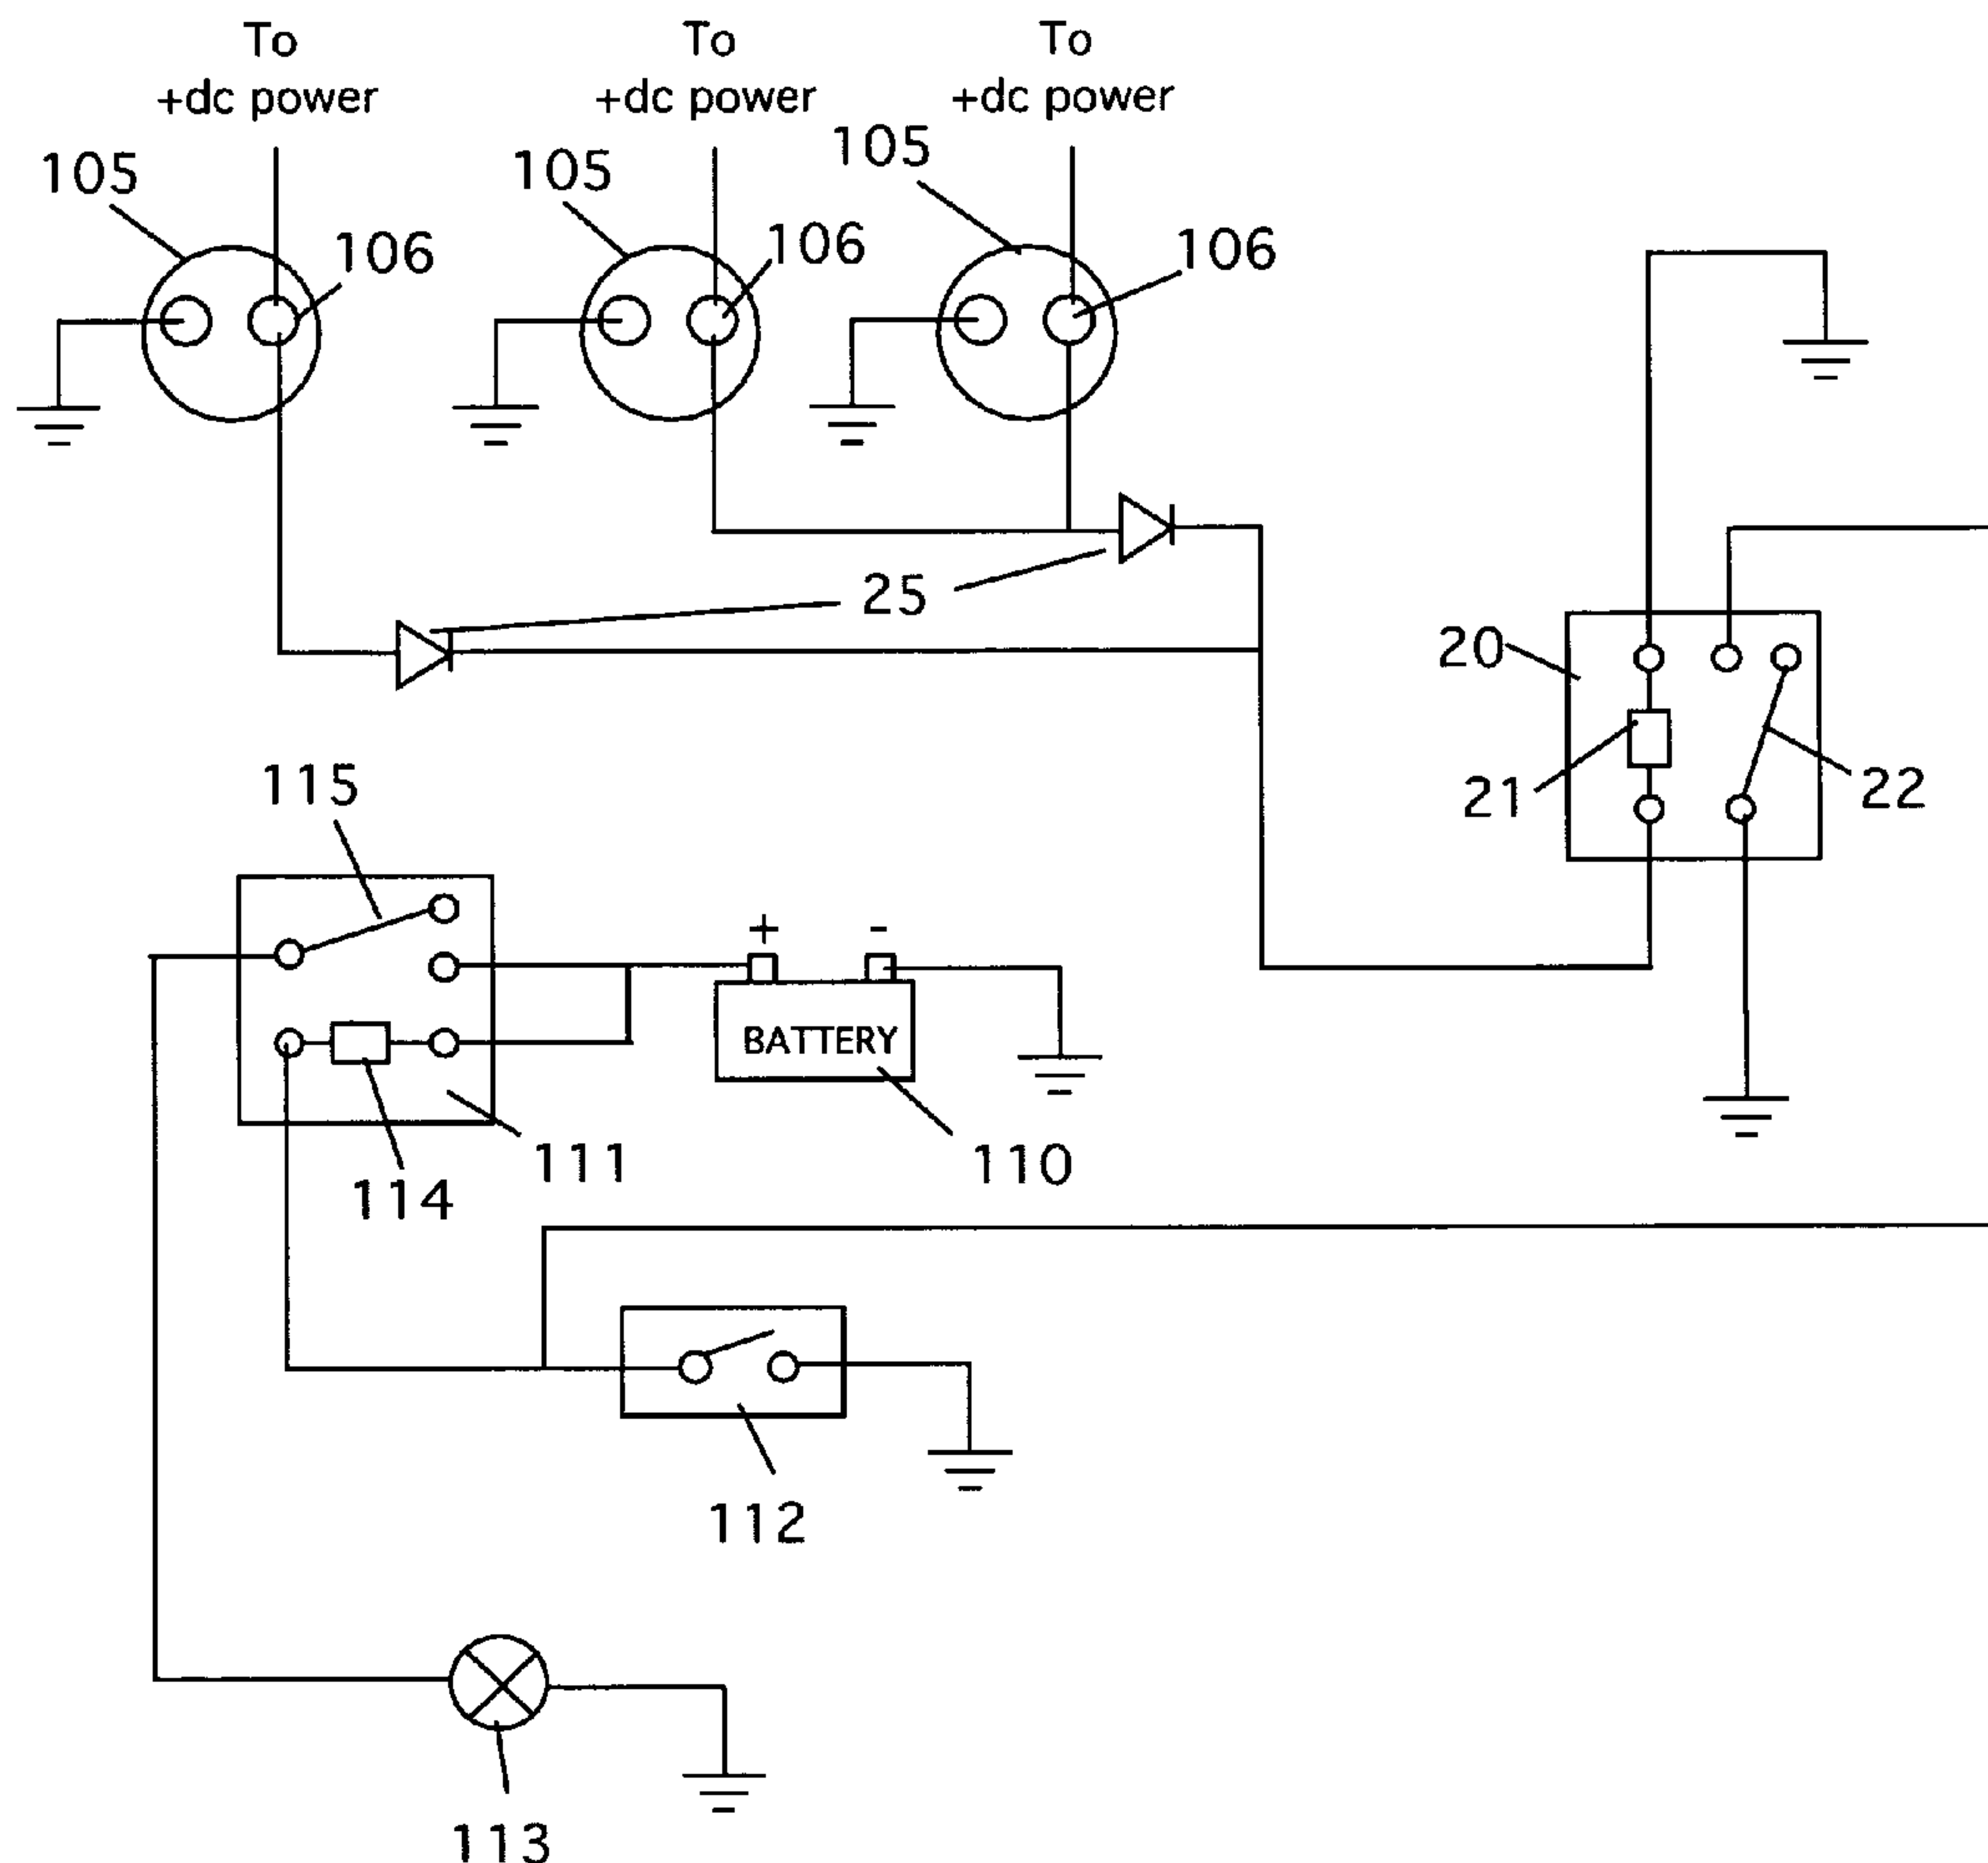 To To To
+dc power +dc power +dc power
105 105 105
106 106 106
25
20
21 22
115
+ -
BATTERY
111 110
114
112
113